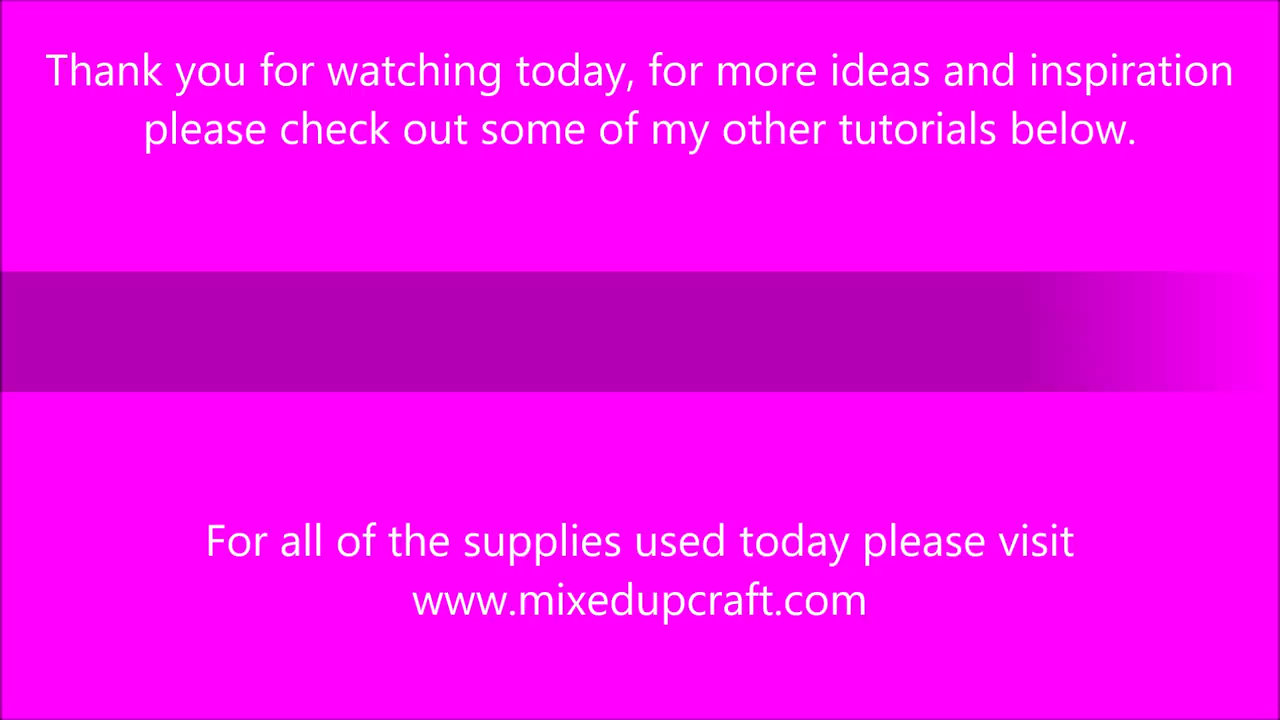 Thank you for watching today, for more ideas and inspiration
please check out some of my other tutorials below.
For all of the supplies used today please visit
www.mixedupcraft.com